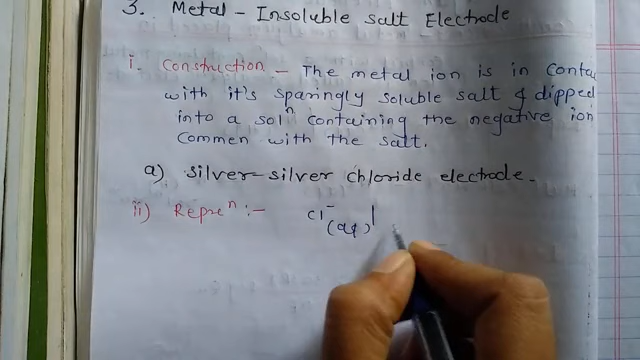 3. Metal - Insoluble salt Electrode
i. Construction - The metal ion is in conta
with it's sparingly soluble salt & dipped
into a solⁿ containing the negative ion
commen with the salt.
a) silver-silver chloride electrode.
ii) Repreⁿ :- Cl⁻(aq) |